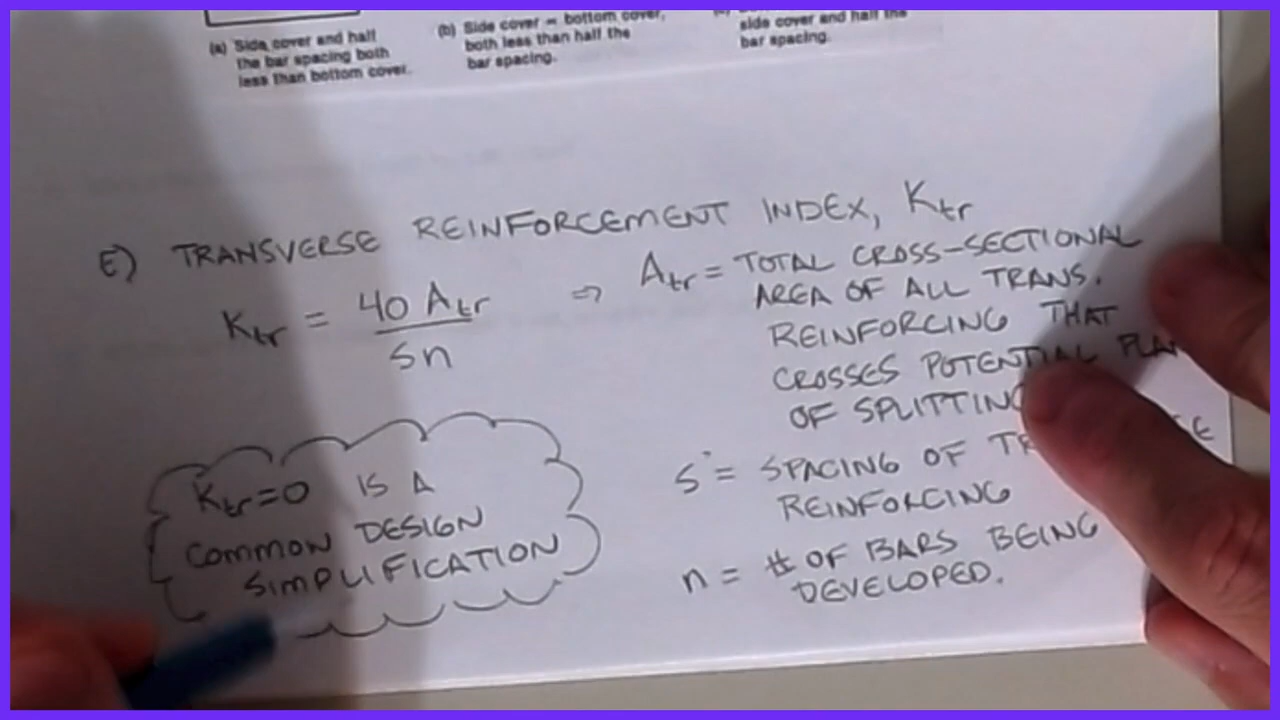 (a) Side cover and half
the bar spacing both
less than bottom cover.
(b) Side cover = bottom cover,
both less than half the
bar spacing.
side cover and half the
bar spacing.
E) TRANSVERSE REINFORCEMENT INDEX, Ktr
Ktr = 40 Atr / sn ⇒ Atr = TOTAL CROSS-SECTIONAL
AREA OF ALL TRANS.
REINFORCING THAT
CROSSES POTENTIAL
OF SPLITTING
s = SPACING OF
REINFORCING
n = # OF BARS BEING
DEVELOPED.
Ktr=0 IS A
COMMON DESIGN
SIMPLIFICATION